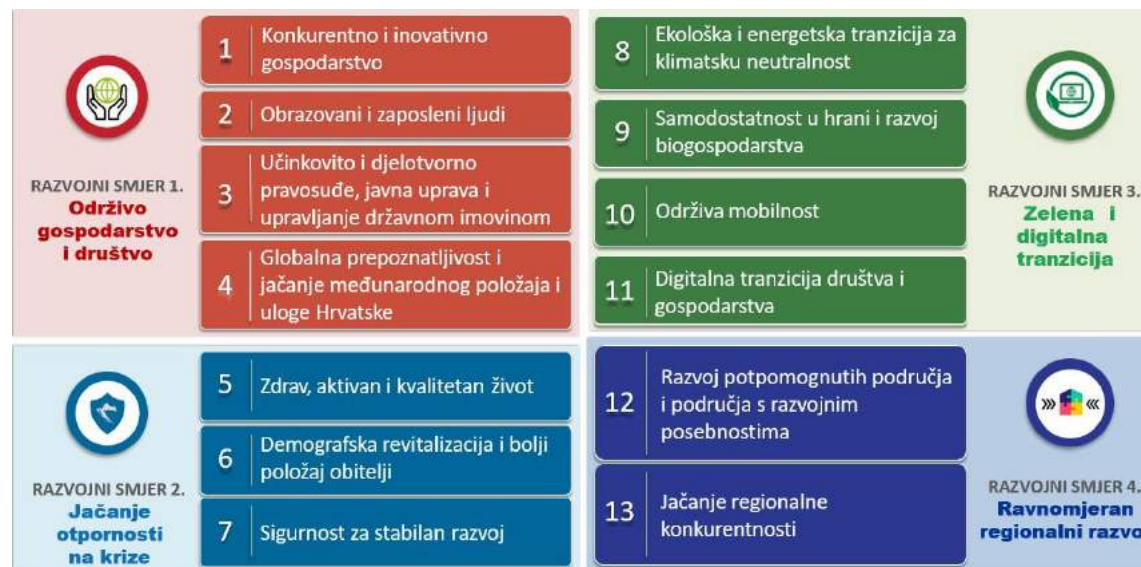 RAZVOJNI SMJER 1.
Održivo
gospodarstvo
i društvo
1
Konkurentno i inovativno
gospodarstvo
2
Obrazovani i zaposleni ljudi
3
Učinkovito i djelotvorno
pravosuđe, javna uprava i
upravljanje državnom imovinom
4
Globalna prepoznatljivost i
jačanje međunarodnog položaja i
uloge Hrvatske
RAZVOJNI SMJER 2.
Jačanje
otpornosti
na krize
5
Zdrav, aktivan i kvalitetan život
6
Demografska revitalizacija i bolji
položaj obitelji
7
Sigurnost za stabilan razvoj
8
Ekološka i energetska tranzicija za
klimatsku neutralnost
9
Samodostatnost u hrani i razvoj
biogospodarstva
10
Održiva mobilnost
11
Digitalna tranzicija društva i
gospodarstva
RAZVOJNI SMJER 3.
Zelena i
digitalna
tranzicija
12
Razvoj potpomognutih područja
i područja s razvojnim
posebnostima
13
Jačanje regionalne
konkurentnosti
RAZVOJNI SMJER 4.
Ravnomjeran
regionalni razvo